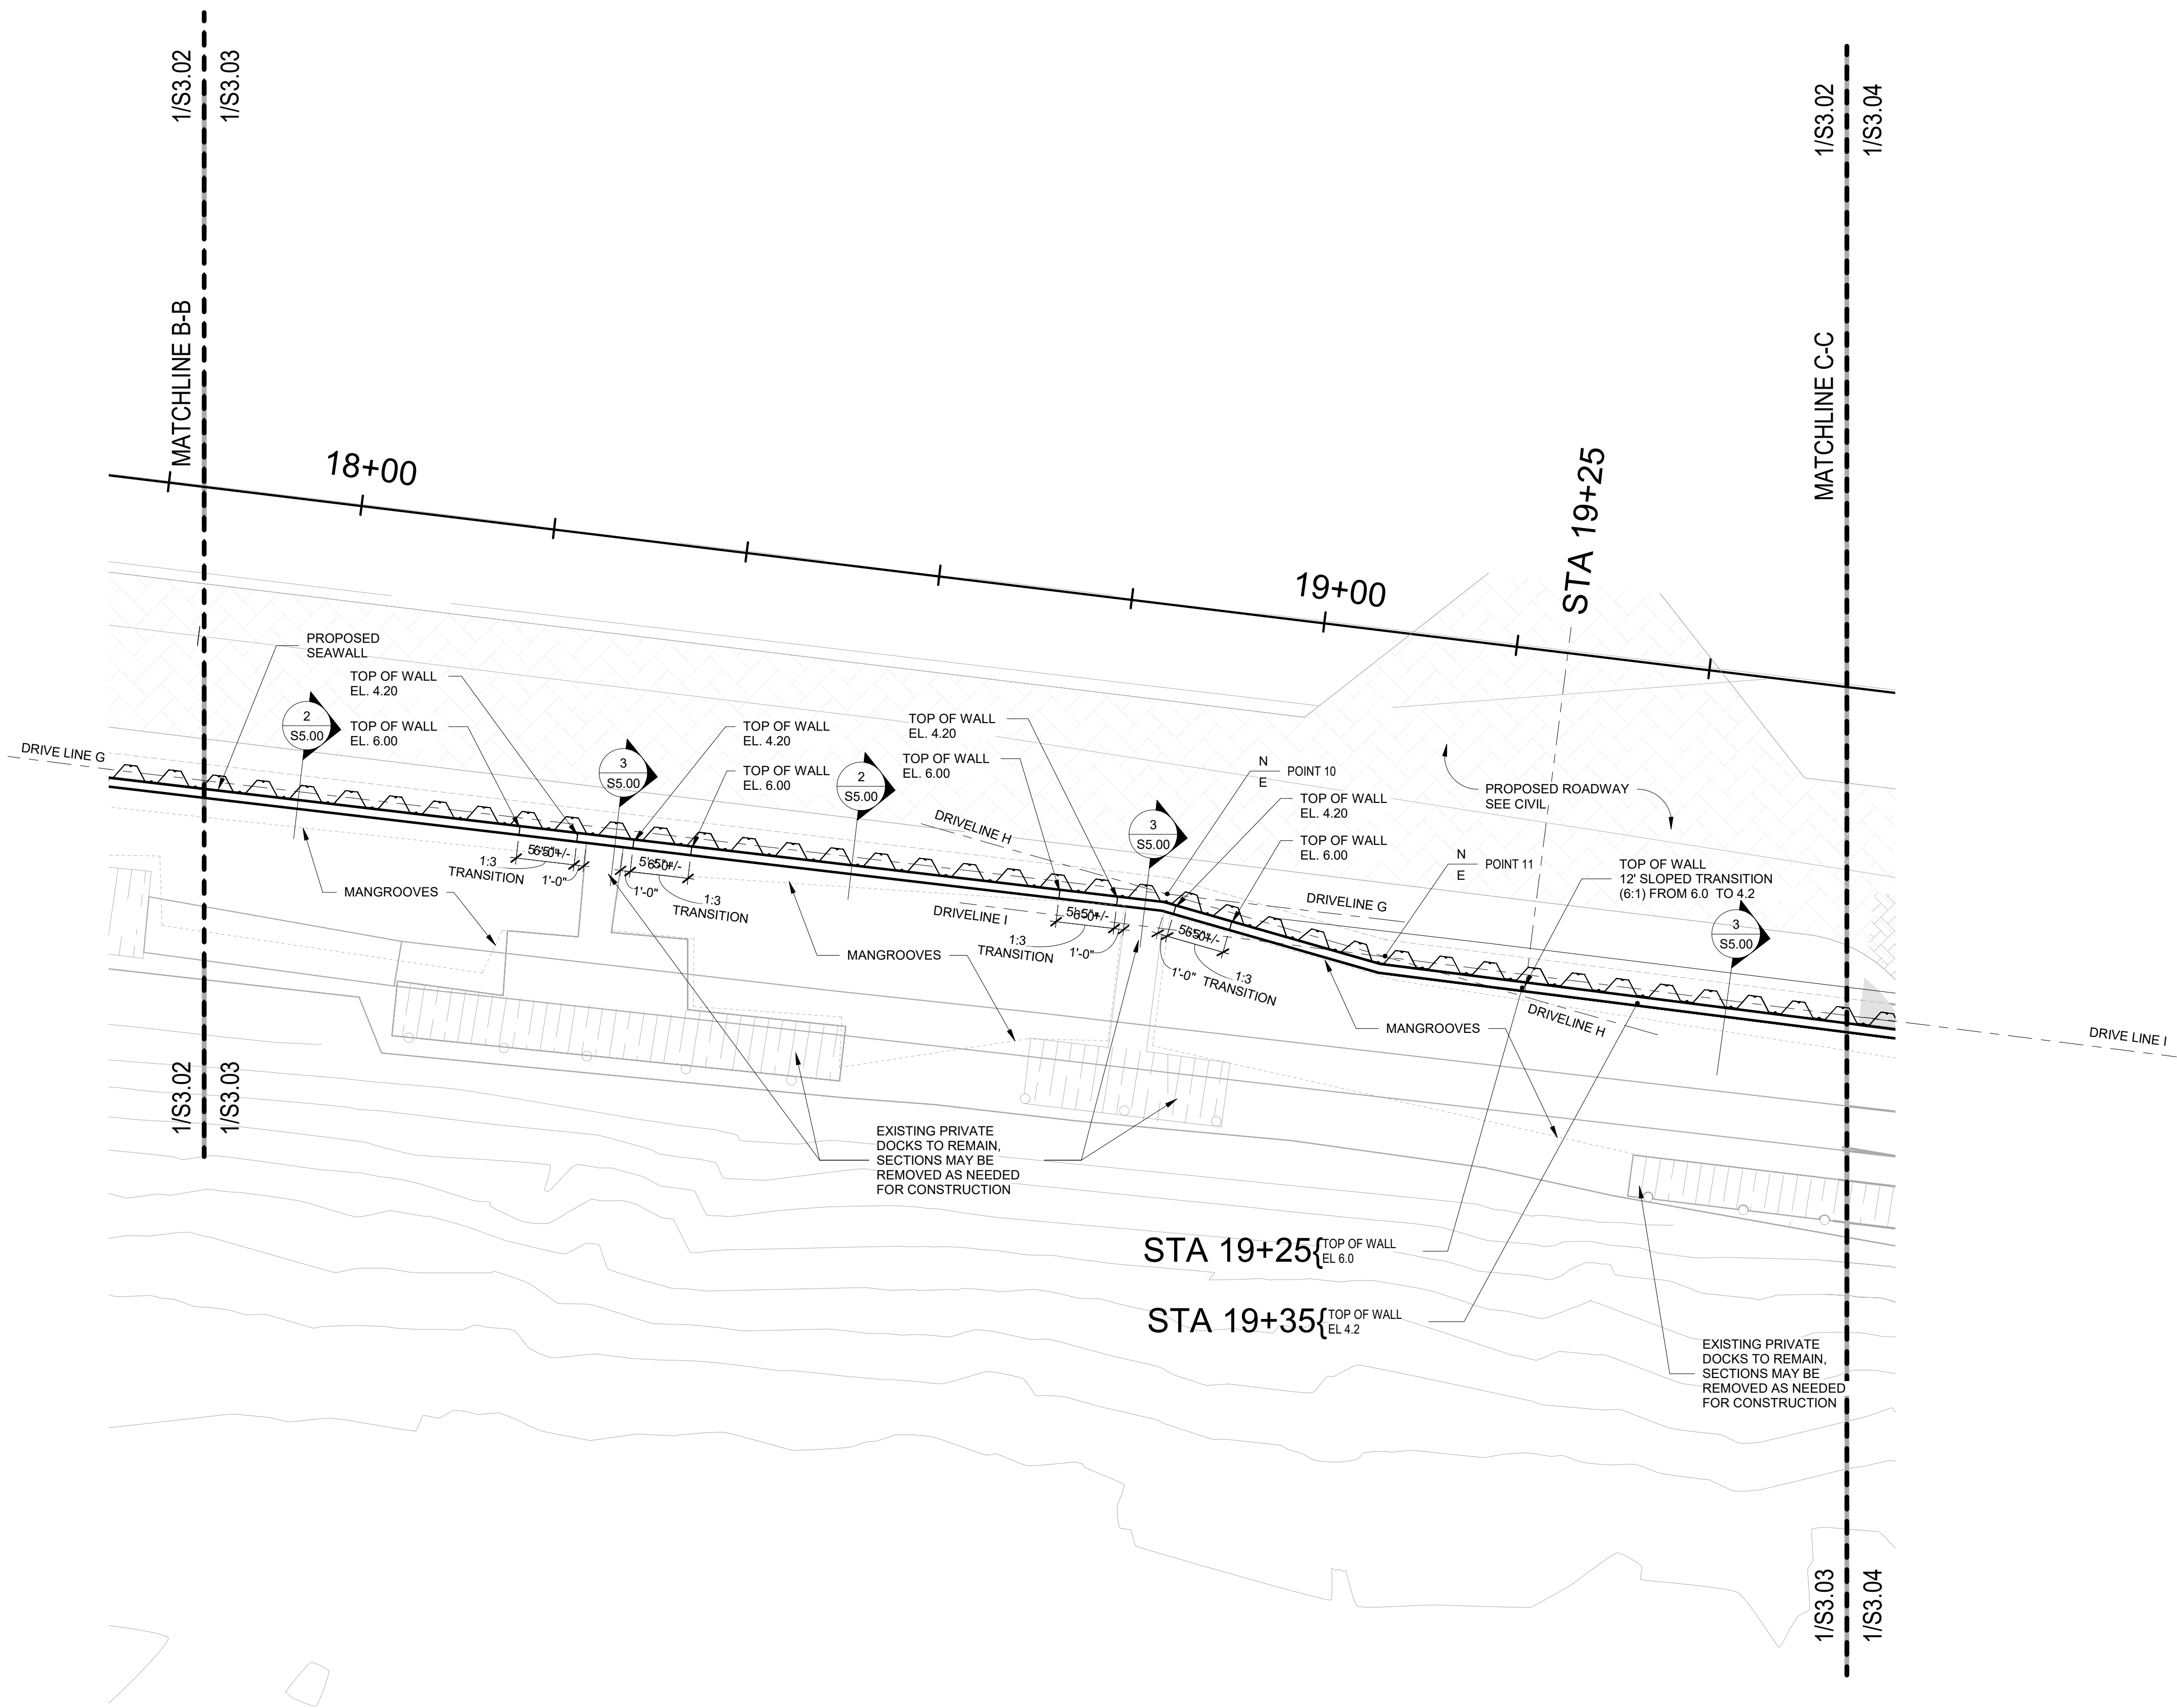 1/S3.02
1/S3.03
MATCHLINE B-B
1/S3.02
1/S3.04
MATCHLINE C-C
18+00
19+00
STA 19+25
PROPOSED
SEAWALL
TOP OF WALL
EL. 4.20
2
S5.00
TOP OF WALL
EL. 6.00
DRIVE LINE G
3
S5.00
TOP OF WALL
EL. 4.20
TOP OF WALL
EL. 6.00
2
S5.00
TOP OF WALL
EL. 4.20
TOP OF WALL
EL. 6.00
DRIVELINE H
3
S5.00
N
E
POINT 10
TOP OF WALL
EL. 4.20
TOP OF WALL
EL. 6.00
PROPOSED ROADWAY
SEE CIVIL
N
E
POINT 11
TOP OF WALL
12' SLOPED TRANSITION
(6:1) FROM 6.0 TO 4.2
3
S5.00
1:3
TRANSITION
1'-0"
1'-0"
1:3
TRANSITION
MANGROOVES
DRIVELINE I
1:3
TRANSITION
1'-0"
1'-0"
1:3
TRANSITION
DRIVELINE G
MANGROOVES
MANGROOVES
DRIVELINE H
DRIVE LINE I
1/S3.02
1/S3.03
EXISTING PRIVATE
DOCKS TO REMAIN,
SECTIONS MAY BE
REMOVED AS NEEDED
FOR CONSTRUCTION
STA 19+25{
TOP OF WALL
EL 6.0
STA 19+35{
TOP OF WALL
EL 4.2
EXISTING PRIVATE
DOCKS TO REMAIN,
SECTIONS MAY BE
REMOVED AS NEEDED
FOR CONSTRUCTION
1/S3.03
1/S3.04